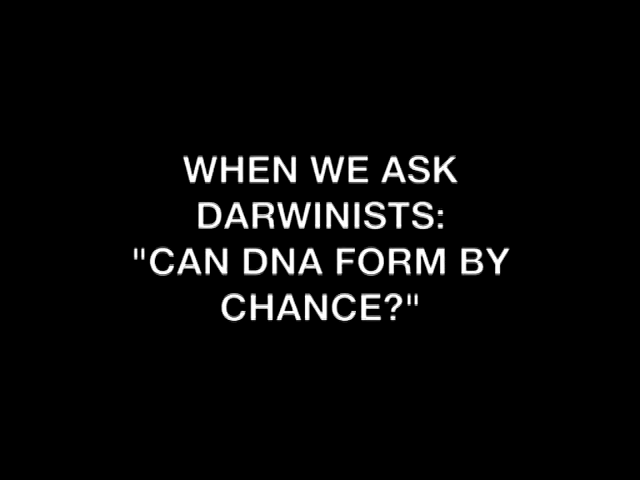 WHEN WE ASK
DARWINISTS:
"CAN DNA FORM BY
CHANCE?"